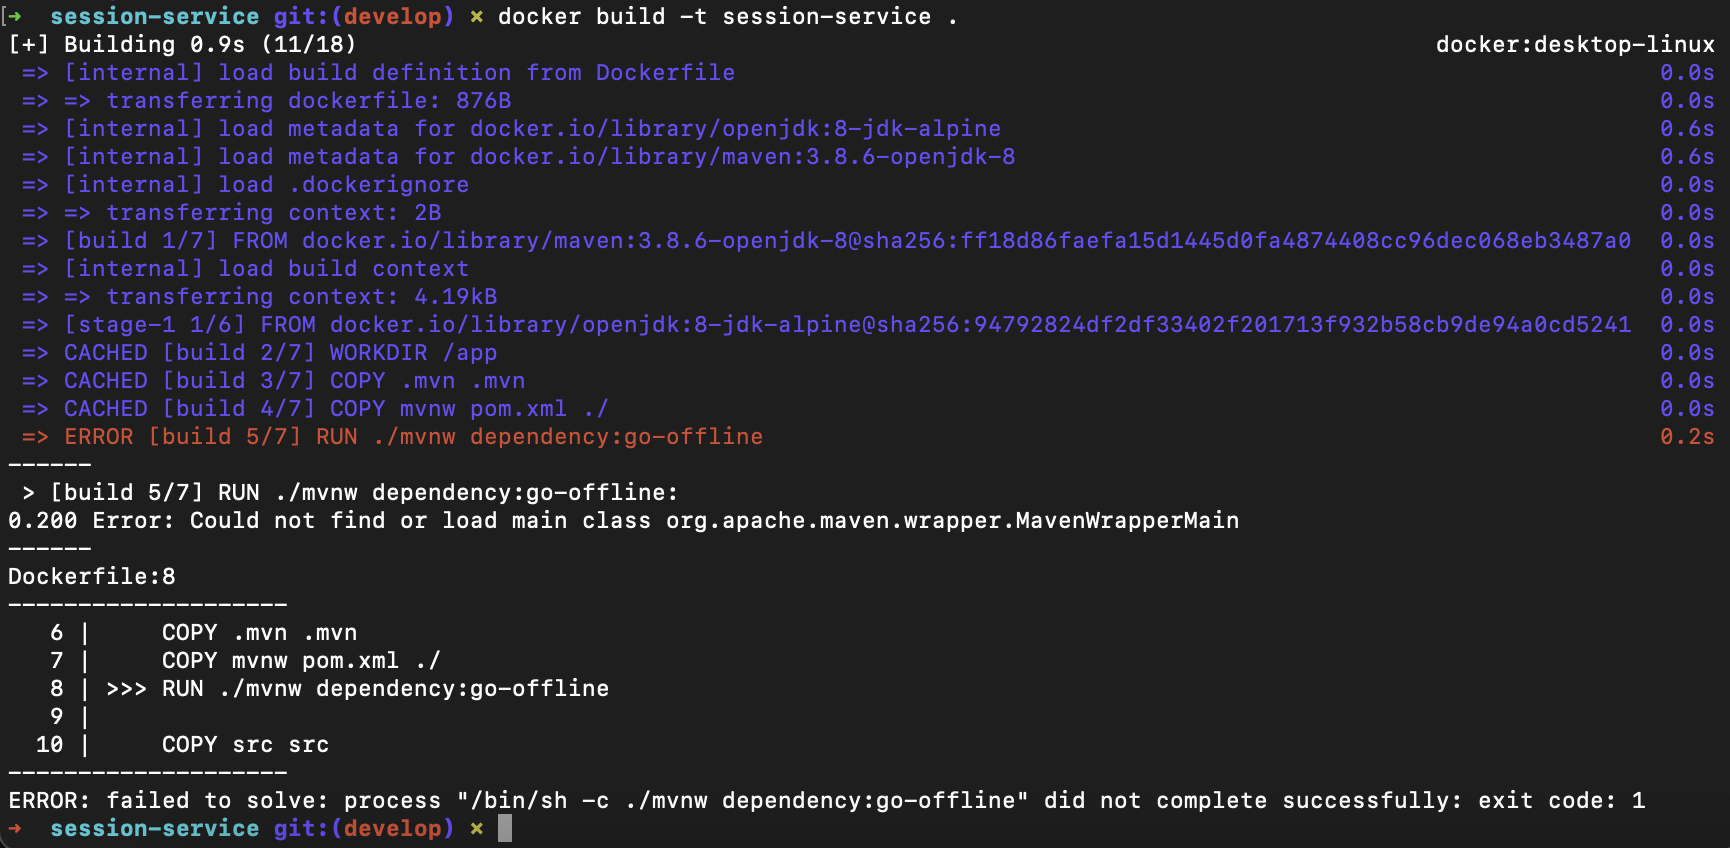 [➜ session-service git:(develop) ✗ docker build -t session-service .
[+] Building 0.9s (11/18) docker:desktop-linux
=> [internal] load build definition from Dockerfile 0.0s
=> => transferring dockerfile: 876B 0.0s
=> [internal] load metadata for docker.io/library/openjdk:8-jdk-alpine 0.6s
=> [internal] load metadata for docker.io/library/maven:3.8.6-openjdk-8 0.6s
=> [internal] load .dockerignore 0.0s
=> => transferring context: 2B 0.0s
=> [build 1/7] FROM docker.io/library/maven:3.8.6-openjdk-8@sha256:ff18d86faefa15d1445d0fa4874408cc96dec068eb3487a0 0.0s
=> [internal] load build context 0.0s
=> => transferring context: 4.19kB 0.0s
=> [stage-1 1/6] FROM docker.io/library/openjdk:8-jdk-alpine@sha256:94792824df2df33402f201713f932b58cb9de94a0cd5241 0.0s
=> CACHED [build 2/7] WORKDIR /app 0.0s
=> CACHED [build 3/7] COPY .mvn .mvn 0.0s
=> CACHED [build 4/7] COPY mvnw pom.xml ./ 0.0s
=> ERROR [build 5/7] RUN ./mvnw dependency:go-offline 0.2s
------
> [build 5/7] RUN ./mvnw dependency:go-offline:
0.200 Error: Could not find or load main class org.apache.maven.wrapper.MavenWrapperMain
------
Dockerfile:8
--------------------
6 | COPY .mvn .mvn
7 | COPY mvnw pom.xml ./
8 | >>> RUN ./mvnw dependency:go-offline
9 |
10 | COPY src src
--------------------
ERROR: failed to solve: process "/bin/sh -c ./mvnw dependency:go-offline" did not complete successfully: exit code: 1
➜ session-service git:(develop) ✗